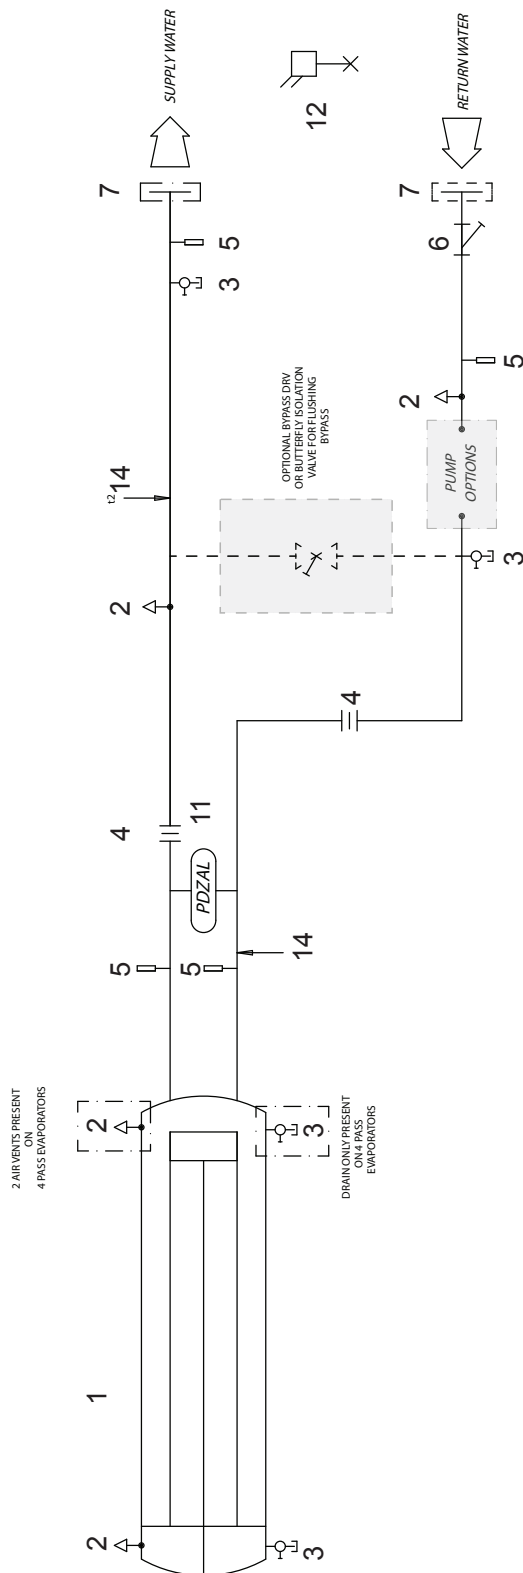 SUPPLY WATER
RETURN WATER
12
7
7
5
6
3
5
2
OPTIONAL BYPASS DRV
OR BUTTERFLY ISOLATION
VALVE FOR FLUSHING
BYPASS
PUMP
OPTIONS
t2
14
3
2
4
4
11
PDZAL
5
5
14
2 AIR VENTS PRESENT
ON
4 PASS EVAPORATORS
2
3
DRAIN ONLY PRESENT
ON 4 PASS
EVAPORATORS
1
2
3